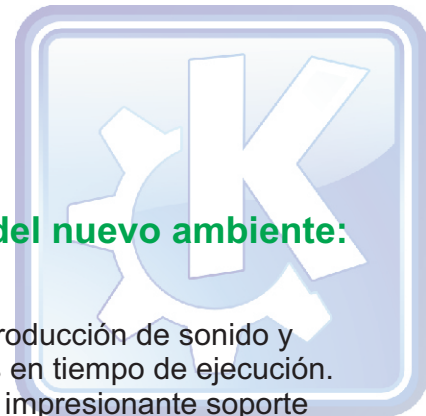 del nuevo ambiente:
roducción de sonido y
en tiempo de ejecución.
impresionante soporte